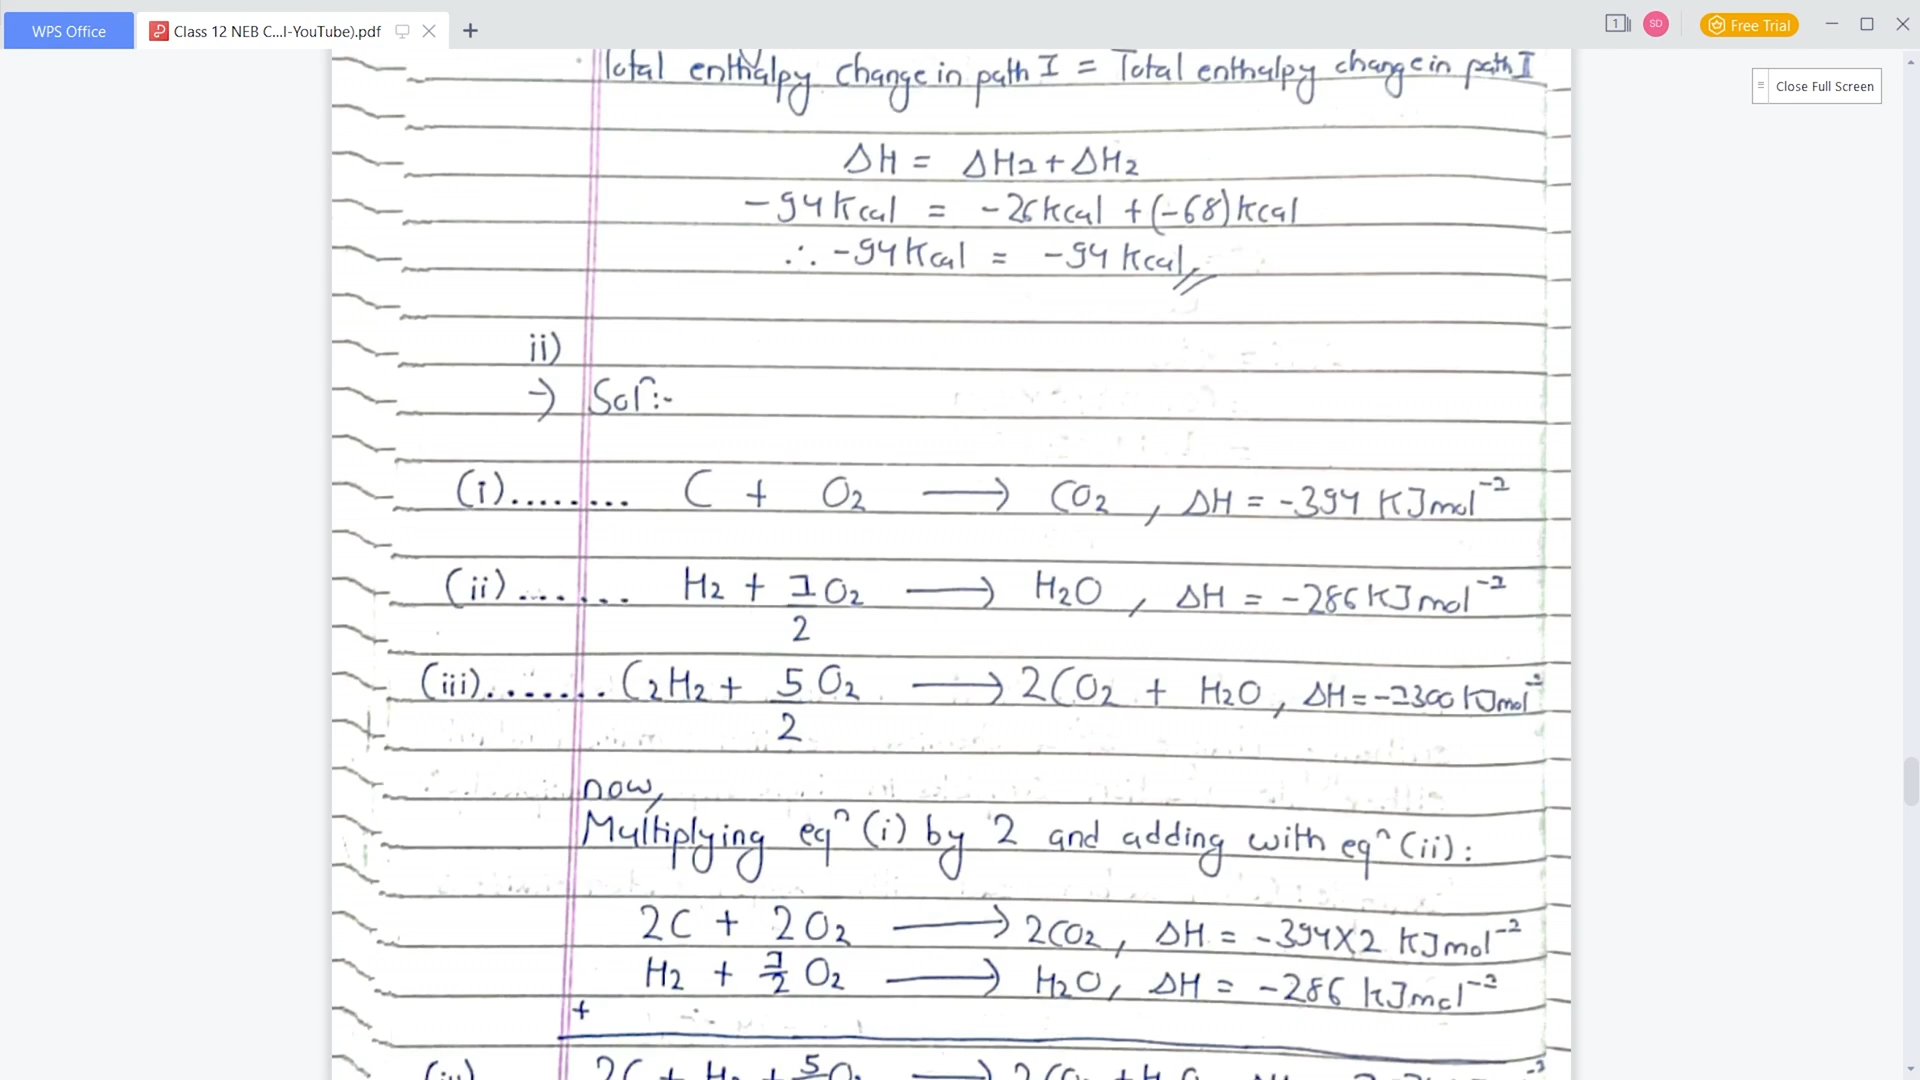 WPS Office
Class 12 NEB C...I-YouTube).pdf
1
SD
Free Trial
Close Full Screen
Total enthalpy change in path I = Total enthalpy change in path I
ΔH = ΔH1 + ΔH2
-94 Kcal = -26 Kcal + (-68) Kcal
∴ -94 Kcal = -94 Kcal
ii)
→ Solⁿ:-
(i)........ C + O2 → CO2 , ΔH = -394 KJmol⁻¹
(ii)....... H2 + 1/2 O2 → H2O , ΔH = -286 KJmol⁻¹
(iii)....... C2H2 + 5/2 O2 → 2CO2 + H2O, ΔH = -1300 KJmol⁻¹
now,
Multiplying eqⁿ (i) by 2 and adding with eqⁿ (ii):
2C + 2O2 → 2CO2, ΔH = -394X2 KJmol⁻¹
H2 + 1/2 O2 → H2O, ΔH = -286 KJmol⁻¹
+